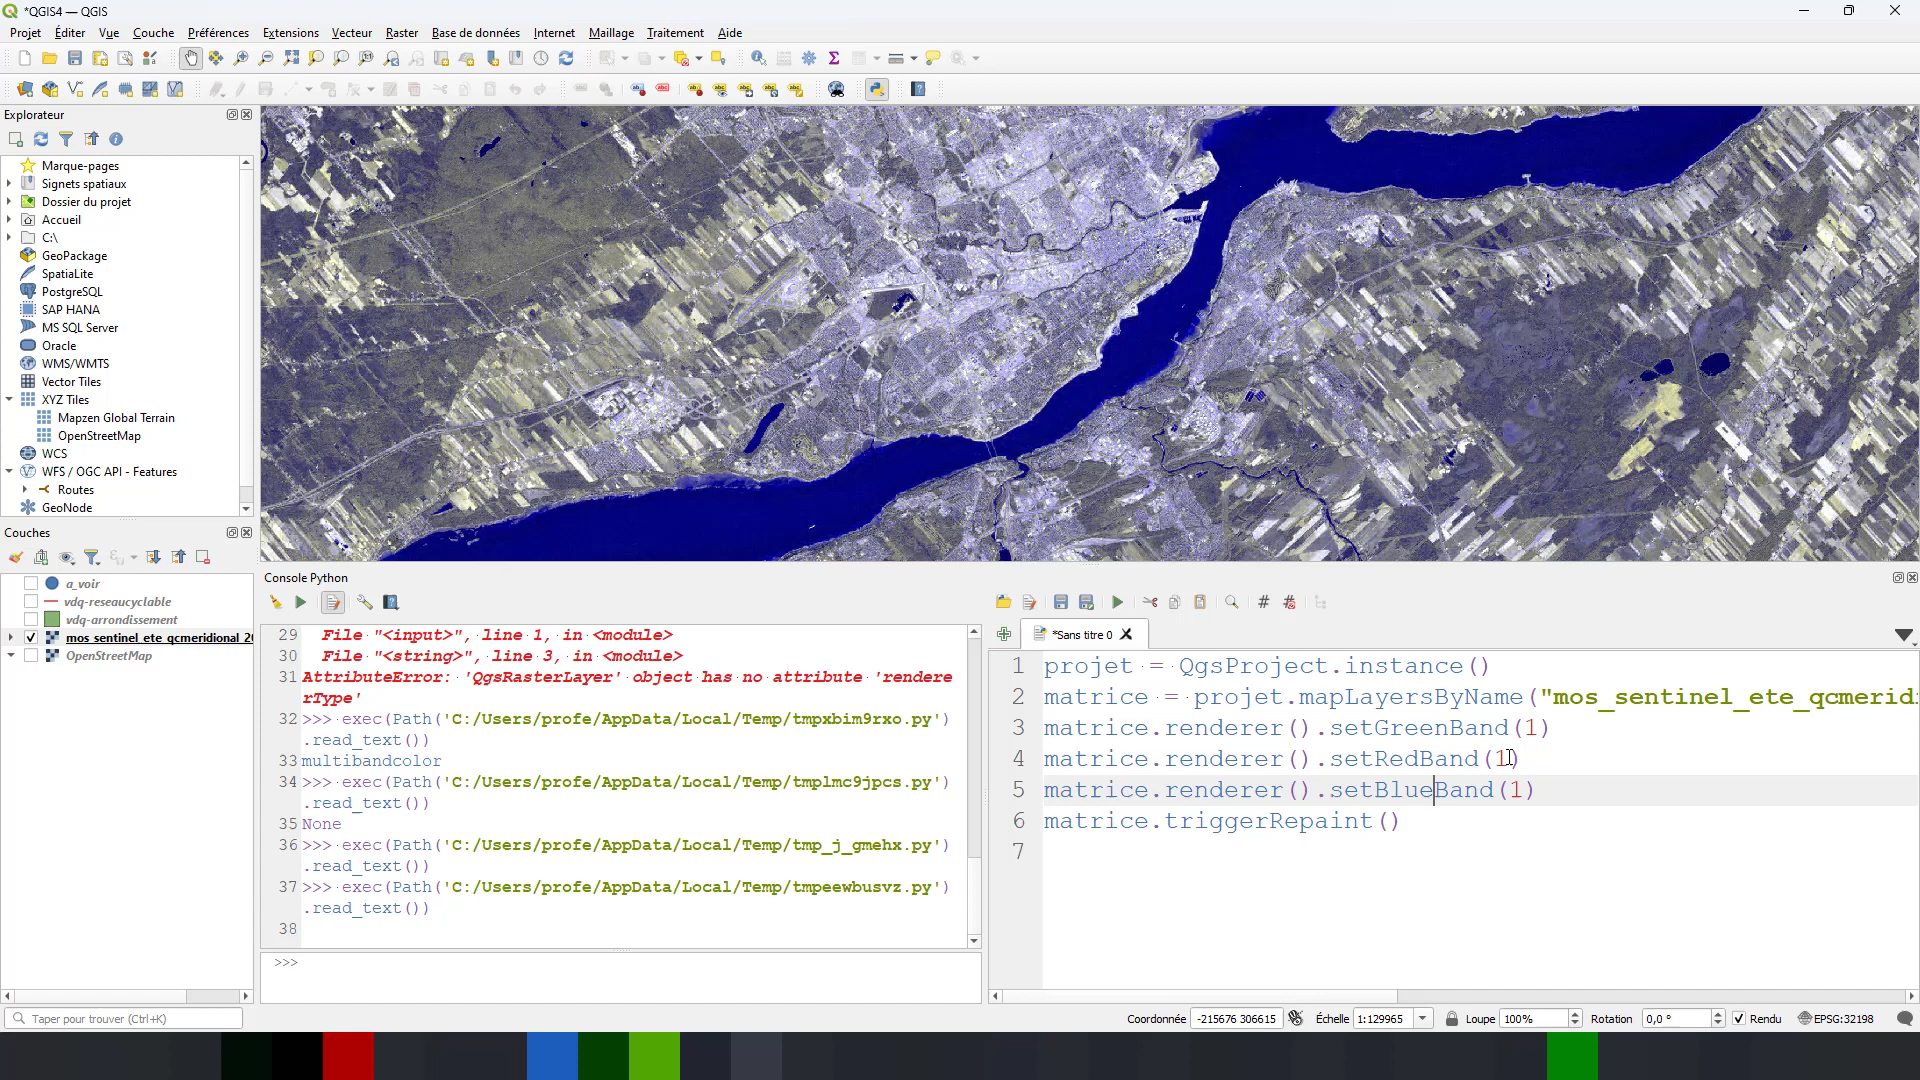 *QGIS4 — QGIS
Projet Éditer Vue Couche Préférences Extensions Vecteur Raster Base de données Internet Maillage Traitement Aide
Explorateur
Marque-pages
Signets spatiaux
Dossier du projet
Accueil
C:\
GeoPackage
SpatiaLite
PostgreSQL
SAP HANA
MS SQL Server
Oracle
WMS/WMTS
Vector Tiles
XYZ Tiles
Mapzen Global Terrain
OpenStreetMap
WCS
WFS / OGC API - Features
Routes
GeoNode
Couches
a_voir
vdq-reseaucyclable
vdq-arrondissement
mos_sentinel_ete_qcmeridional_20
OpenStreetMap
Taper pour trouver (Ctrl+K)
Console Python
29 File "<input>", line 1, in <module>
30 File "<string>", line 3, in <module>
31 AttributeError: 'QgsRasterLayer' object has no attribute 'rendere
rType'
32 >>> exec(Path('C:/Users/profe/AppData/Local/Temp/tmpxbim9rxo.py')
.read_text())
33 multibandcolor
34 >>> exec(Path('C:/Users/profe/AppData/Local/Temp/tmplmc9jpcs.py')
.read_text())
35 None
36 >>> exec(Path('C:/Users/profe/AppData/Local/Temp/tmp_j_gmehx.py')
.read_text())
37 >>> exec(Path('C:/Users/profe/AppData/Local/Temp/tmpeewbusvz.py')
.read_text())
38
>>>
*Sans titre 0
1 projet = QgsProject.instance()
2 matrice = projet.mapLayersByName("mos_sentinel_ete_qcmeridi
3 matrice.renderer().setGreenBand(1)
4 matrice.renderer().setRedBand(1)
5 matrice.renderer().setBlueBand(1)
6 matrice.triggerRepaint()
7
Coordonnée -215676 306615 Échelle 1:129965 Loupe 100% Rotation 0,0 ° Rendu EPSG:32198